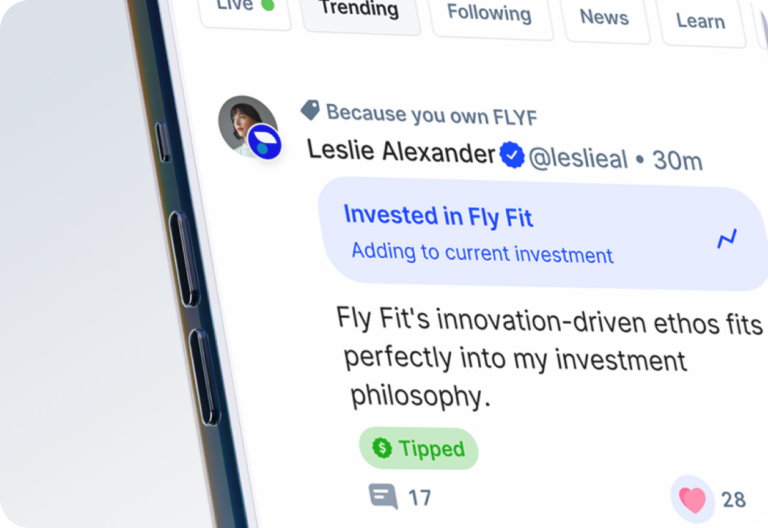 Live
Trending
Following
News
Learn
Because you own FLYF
Leslie Alexander @leslieal • 30m
Invested in Fly Fit
Adding to current investment
Fly Fit's innovation-driven ethos fits
perfectly into my investment
philosophy.
$ Tipped
17
28